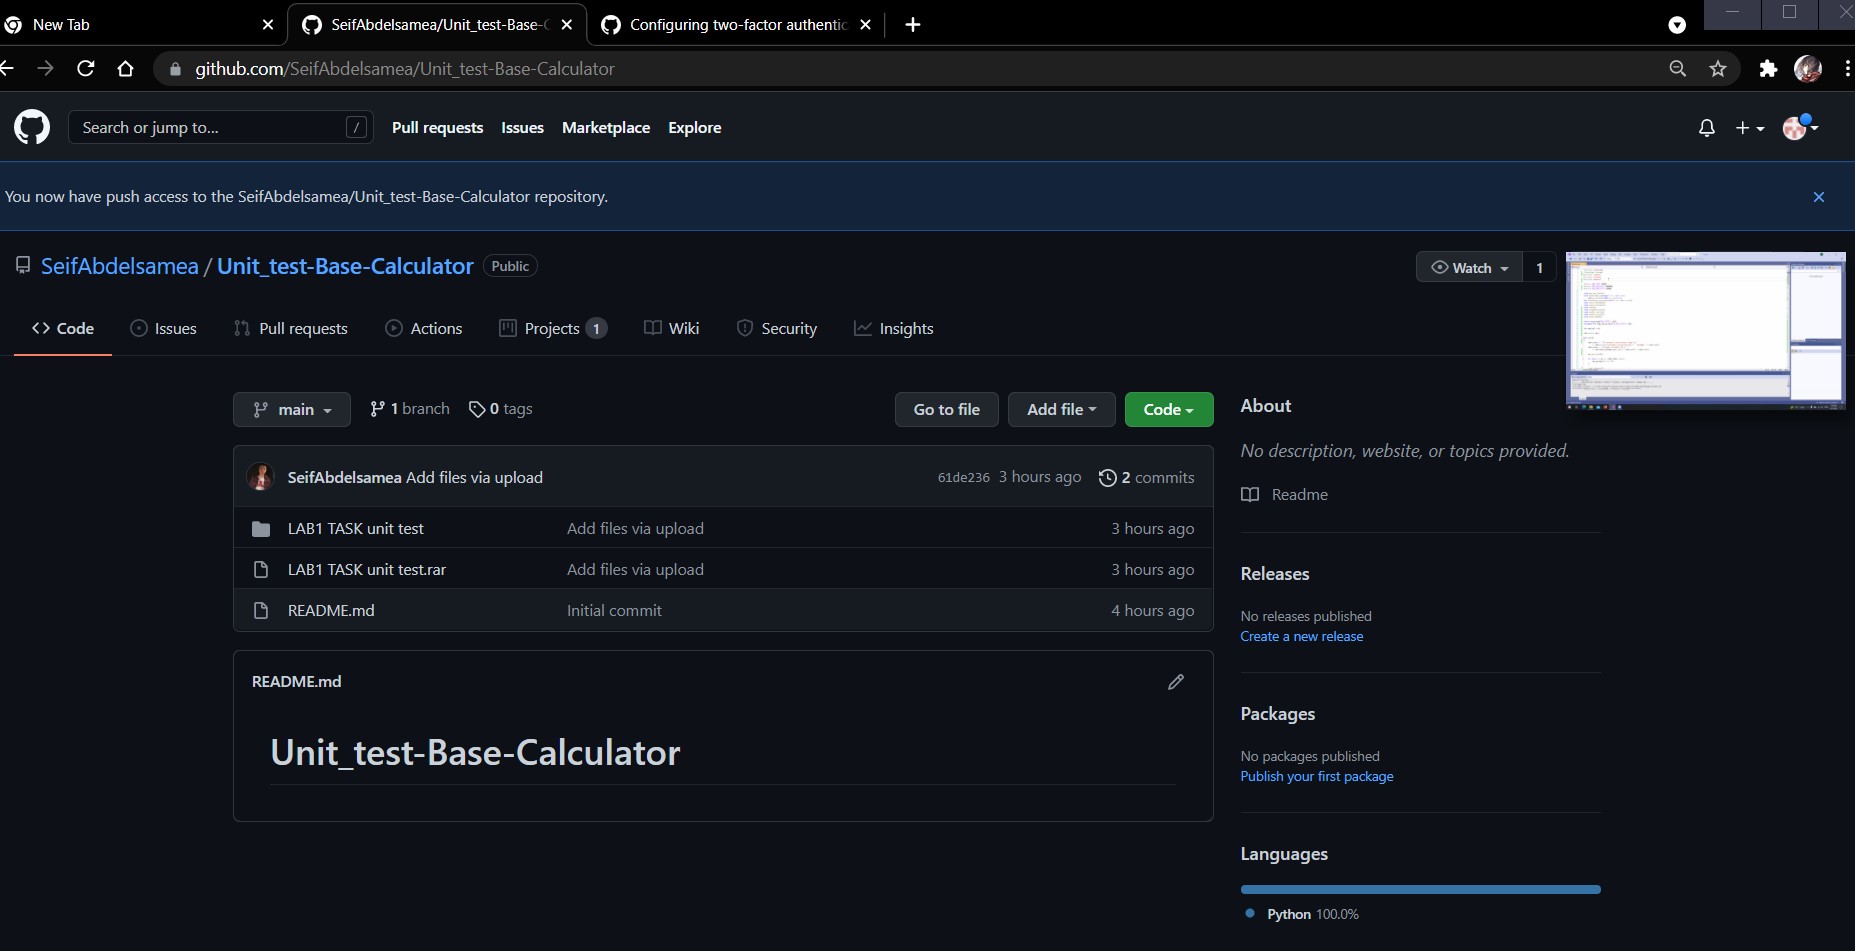 New Tab
SeifAbdelsamea/Unit_test-Base-C
Configuring two-factor authentic
github.com/SeifAbdelsamea/Unit_test-Base-Calculator
Search or jump to... /
Pull requests Issues Marketplace Explore
You now have push access to the SeifAbdelsamea/Unit_test-Base-Calculator repository.
SeifAbdelsamea / Unit_test-Base-Calculator Public
Watch 1
Code Issues Pull requests Actions Projects 1 Wiki Security Insights
main 1 branch 0 tags
Go to file Add file Code
SeifAbdelsamea Add files via upload 61de236 3 hours ago 2 commits
LAB1 TASK unit test Add files via upload 3 hours ago
LAB1 TASK unit test.rar Add files via upload 3 hours ago
README.md Initial commit 4 hours ago
README.md
Unit_test-Base-Calculator
About
No description, website, or topics provided.
Readme
Releases
No releases published
Create a new release
Packages
No packages published
Publish your first package
Languages
Python 100.0%